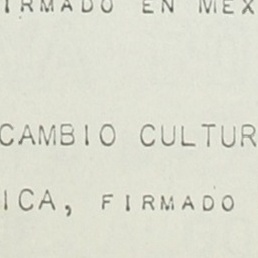 IRMADO EN MEX
CAMBIO CULTUR
ICA, FIRMADO